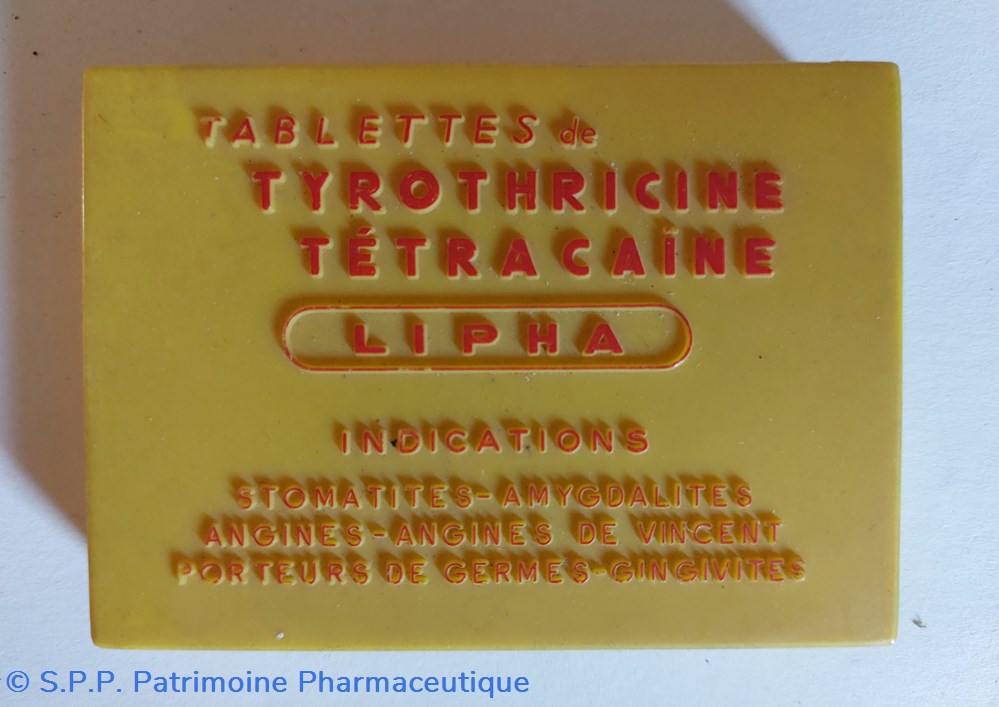 TABLETTES de
TYROTHRICINE
TÉTRACAÏNE
LIPHA
INDICATIONS
STOMATITES-AMYGDALITES
ANGINES-ANGINES DE VINCENT
PORTEURS DE GERMES-GINGIVITES
© S.P.P. Patrimoine Pharmaceutique